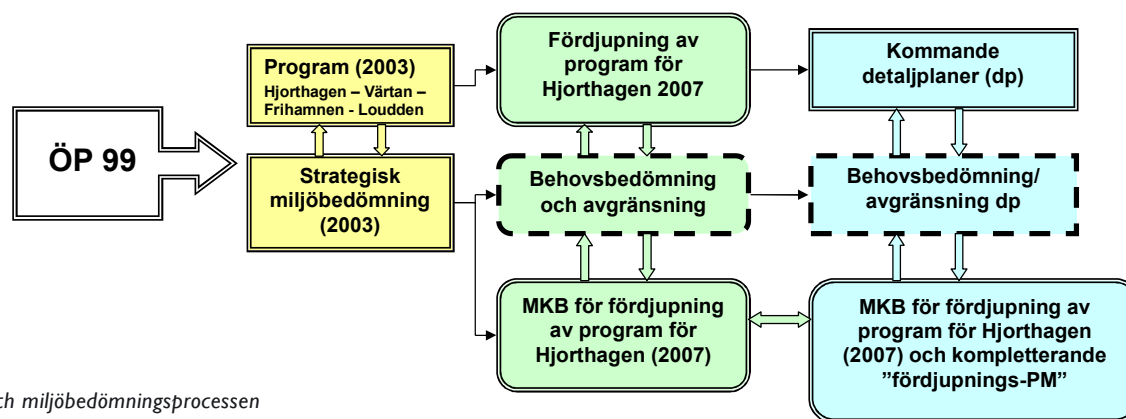 ÖP 99
Program (2003)
Hjorthagen – Värtan –
Frihamnen - Loudden
Strategisk
miljöbedömning
(2003)
Fördjupning av
program för
Hjorthagen 2007
Behovsbedömning
och avgränsning
MKB för fördjupning
av program för
Hjorthagen (2007)
Kommande
detaljplaner (dp)
Behovsbedömning/
avgränsning dp
MKB för fördjupning av
program för Hjorthagen
(2007) och kompletterande
”fördjupnings-PM”
ch miljöbedömningsprocessen